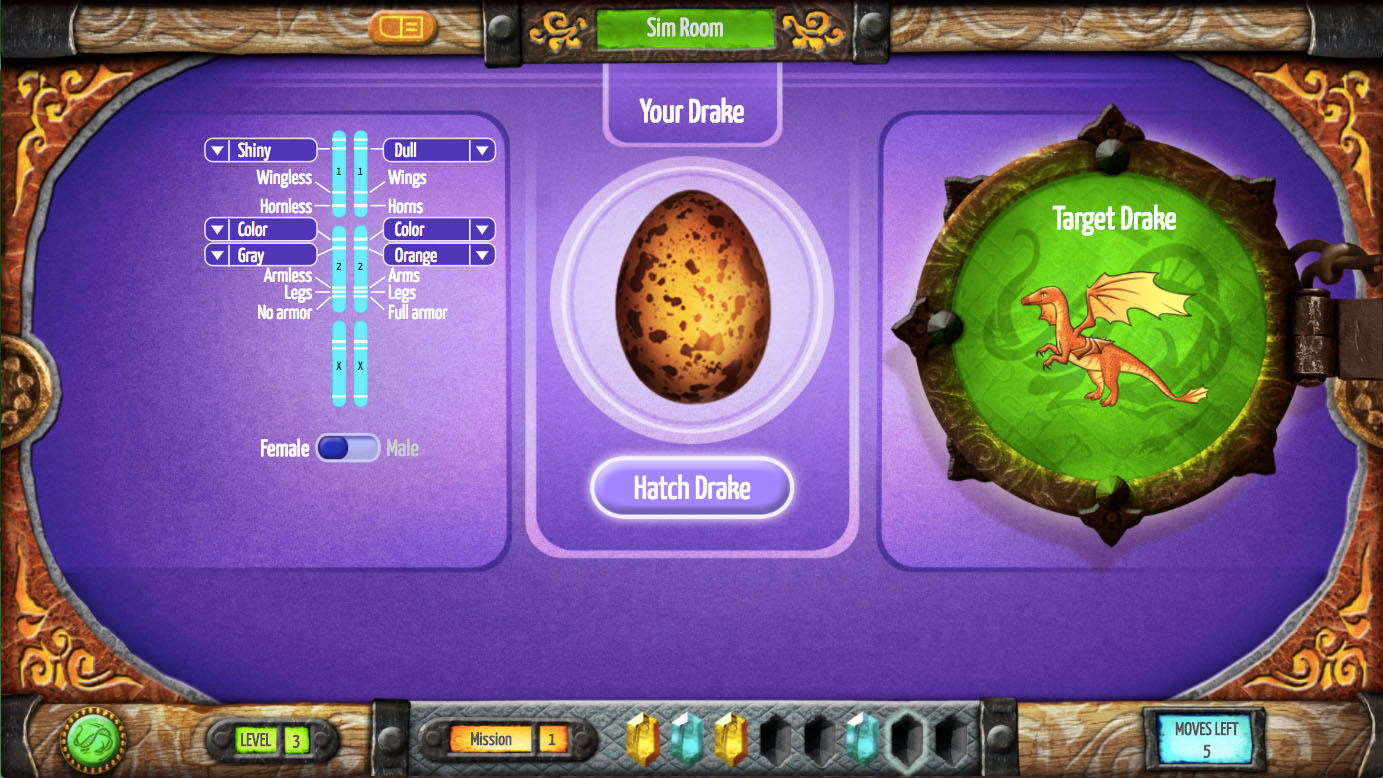 Sim Room
Your Drake
Target Drake
Shiny 1 1 Dull
Wingless Wings
Hornless Horns
Color Color
Gray 2 2 Orange
Armless Arms
Legs Legs
No armor Full armor
X X
Female Male
Hatch Drake
LEVEL 3
Mission 1
MOVES LEFT
5